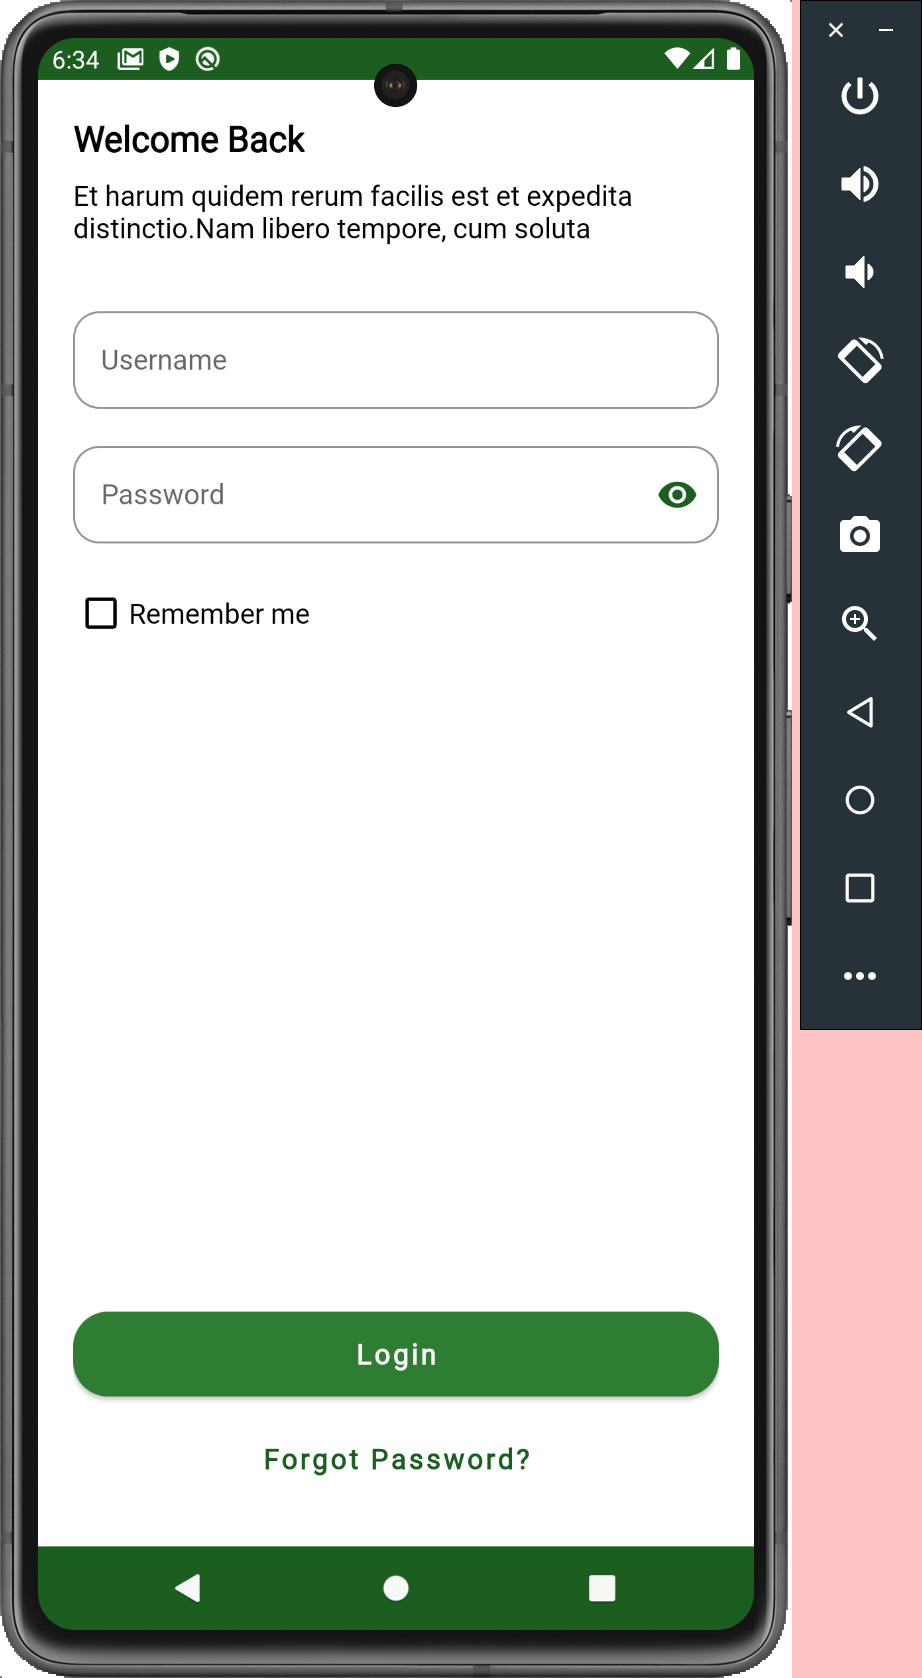 6:34
Welcome Back
Et harum quidem rerum facilis est et expedita
distinctio.Nam libero tempore, cum soluta
Username
Password
Remember me
Login
Forgot Password?